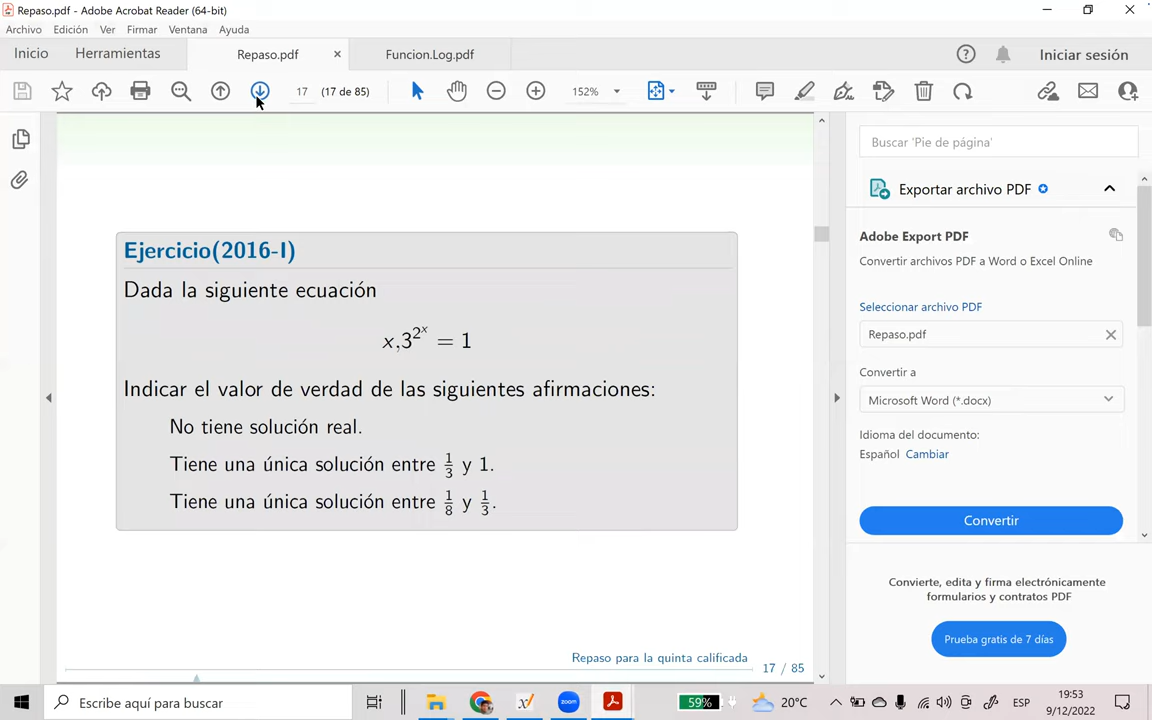 Repaso.pdf - Adobe Acrobat Reader (64-bit)
Archivo Edición Ver Firmar Ventana Ayuda
Inicio Herramientas Repaso.pdf × Funcion.Log.pdf Iniciar sesión
17 (17 de 85) 152%
Buscar 'Pie de página'
Exportar archivo PDF
Adobe Export PDF
Convertir archivos PDF a Word o Excel Online
Seleccionar archivo PDF
Repaso.pdf
Convertir a
Microsoft Word (*.docx)
Idioma del documento:
Español Cambiar
Convertir
Convierte, edita y firma electrónicamente
formularios y contratos PDF
Prueba gratis de 7 días
Ejercicio(2016-I)
Dada la siguiente ecuación
x,3^{2^x} = 1
Indicar el valor de verdad de las siguientes afirmaciones:
No tiene solución real.
Tiene una única solución entre 1/3 y 1.
Tiene una única solución entre 1/8 y 1/3.
Repaso para la quinta calificada 17 / 85
Escribe aquí para buscar
zoom
59% 20°C ESP
19:53
9/12/2022